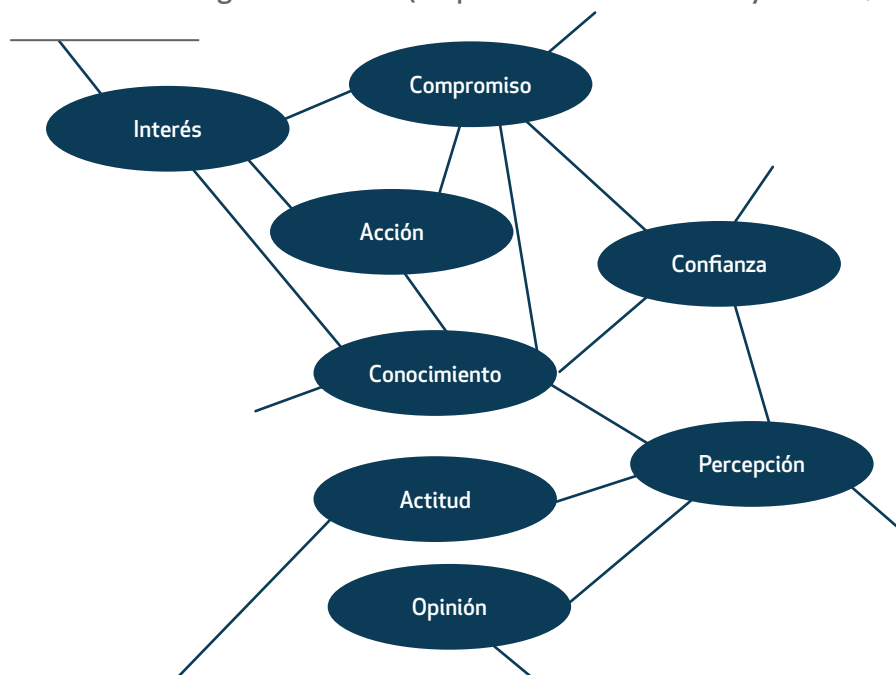 Compromiso
Interés
Acción
Confianza
Conocimiento
Percepción
Actitud
Opinión